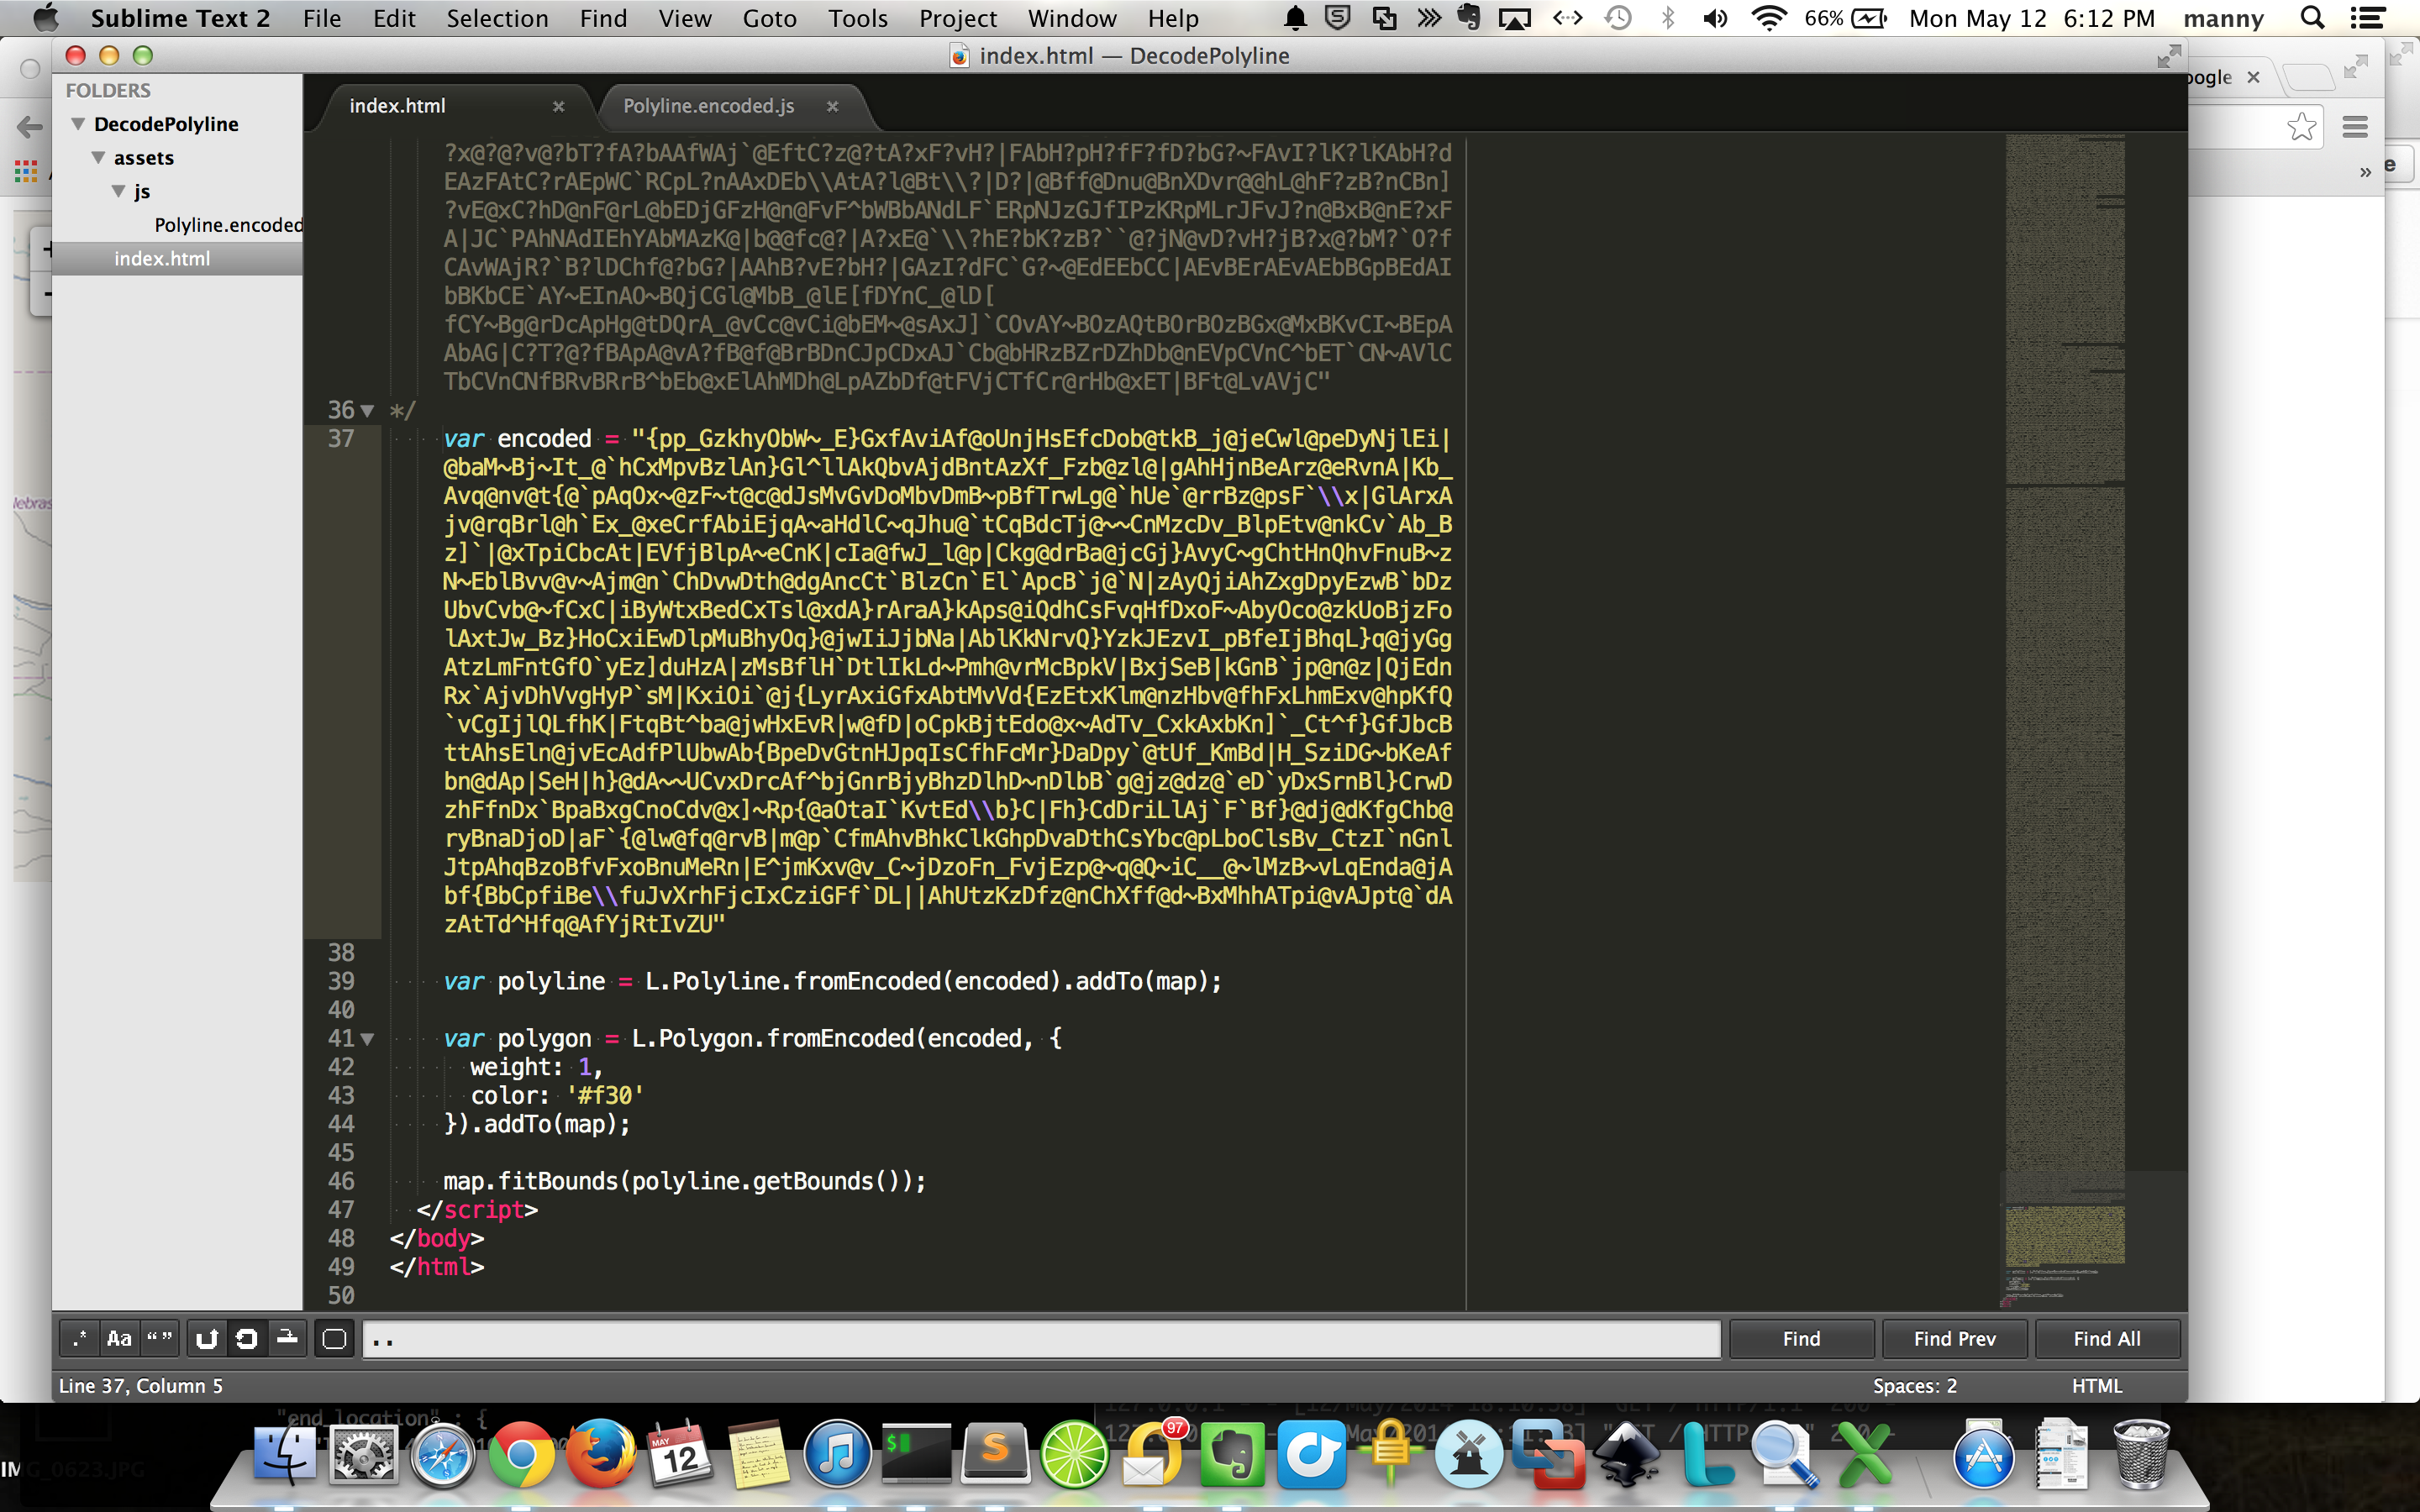 Sublime Text 2 File Edit Selection Find View Goto Tools Project Window Help 66% Mon May 12 6:12 PM manny
index.html — DecodePolyline
oogle
FOLDERS
DecodePolyline
assets
js
Polyline.encoded
index.html
index.html Polyline.encoded.js
?x@?@?v@?bT?fA?bAAfWAj`@EftC?z@?tA?xF?vH?|FAbH?pH?fF?fD?bG?~FAvI?lK?lKAbH?d
EAzFAtC?rAEpWC`RCpL?nAAxDEb\\AtA?l@Bt\\?|D?|@Bff@Dnu@BnXDvr@@hL@hF?zB?nCBn]
?vE@xC?hD@nF@rL@bEDjGFzH@n@FvF^bWBbANdLF`ERpNJzGJfIPzKRpMLrJFvJ?n@BxB@nE?xF
A|JC`PAhNAdIEhYAbMAzK@|b@@fc@?|A?xE@`\\?hE?bK?zB?``@?jN@vD?vH?jB?x@?bM?`O?f
CAvWAjR?`B?lDChf@?bG?|AAhB?vE?bH?|GAzI?dFC`G?~@EdEEbCC|AEvBErAEvAEbBGpBEdAI
bBKbCE`AY~EInAO~BQjCGl@MbB_@lE[fDYnC_@lD[
fCY~Bg@rDcApHg@tDQrA_@vCc@vCi@bEM~@sAxJ]`COvAY~BOzAQtBOrBOzBGx@MxBKvCI~BEpA
AbAG|C?T?@?fBApA@vA?fB@f@BrBDnCJpCDxAJ`Cb@bHRzBZrDZhDb@nEVpCVnC^bET`CN~AVlC
TbCVnCNfBRvBRrB^bEb@xElAhMDh@LpAZbDf@tFVjCTfCr@rHb@xET|BFt@LvAVjC"
36 */
37 var encoded = "{pp_GzkhyObW~_E}GxfAviAf@oUnjHsEfcDob@tkB_j@jeCwl@peDyNjlEi|
@baM~Bj~It_@`hCxMpvBzlAn}Gl^llAkQbvAjdBntAzXf_Fzb@zl@|gAhHjnBeArz@eRvnA|Kb_
Avq@nv@t{@`pAqOx~@zF~t@c@dJsMvGvDoMbvDmB~pBfTrwLg@`hUe`@rrBz@psF`\\x|GlArxA
jv@rqBrl@h`Ex_@xeCrfAbiEjqA~aHdlC~qJhu@`tCqBdcTj@~~CnMzcDv_BlpEtv@nkCv`Ab_B
z]`|@xTpiCbcAt|EVfjBlpA~eCnK|cIa@fwJ_l@p|Ckg@drBa@jcGj}AvyC~gChtHnQhvFnuB~z
N~EblBvv@v~Ajm@n`ChDvwDth@dgAncCt`BlzCn`El`ApcB`j@`N|zAyQjiAhZxgDpyEzwB`bDz
UbvCvb@~fCxC|iByWtxBedCxTsl@xdA}rAraA}kAps@iQdhCsFvqHfDxoF~AbyOco@zkUoBjzFo
lAxtJw_Bz}HoCxiEwDlpMuBhyOq}@jwIiJjbNa|AblKkNrvQ}YzkJEzvI_pBfeIjBhqL}q@jyGg
AtzLmFntGfO`yEz]duHzA|zMsBflH`DtlIkLd~Pmh@vrMcBpkV|BxjSeB|kGnB`jp@n@z|QjEdn
Rx`AjvDhVvgHyP`sM|KxiOi`@j{LyrAxiGfxAbtMvVd{EzEtxKlm@nzHbv@fhFxLhmExv@hpKfQ
`vCgIjlQLfhK|FtqBt^ba@jwHxEvR|w@fD|oCpkBjtEdo@x~AdTv_CxkAxbKn]`_Ct^f}GfJbcB
ttAhsEln@jvEcAdfPlUbwAb{BpeDvGtnHJpqIsCfhFcMr}DaDpy`@tUf_KmBd|H_SziDG~bKeAf
bn@dAp|SeH|h}@dA~~UCvxDrcAf^bjGnrBjyBhzDlhD~nDlbB`g@jz@dz@`eD`yDxSrnBl}CrwD
zhFfnDx`BpaBxgCnoCdv@x]~Rp{@aOtaI`KvtEd\\b}C|Fh}CdDriLlAj`F`Bf}@dj@dKfgChb@
ryBnaDjoD|aF`{@lw@fq@rvB|m@p`CfmAhvBhkClkGhpDvaDthCsYbc@pLboClsBv_CtzI`nGnl
JtpAhqBzoBfvFxoBnuMeRn|E^jmKxv@v_C~jDzoFn_FvjEzp@~q@Q~iC__@~lMzB~vLqEnda@jA
bf{BbCpfiBe\\fuJvXrhFjcIxCziGFf`DL||AhUtzKzDfz@nChXff@d~BxMhhATpi@vAJpt@`dA
zAtTd^Hfq@AfYjRtIvZU"
38
39 var polyline = L.Polyline.fromEncoded(encoded).addTo(map);
40
41 var polygon = L.Polygon.fromEncoded(encoded, {
42 weight: 1,
43 color: '#f30'
44 }).addTo(map);
45
46 map.fitBounds(polyline.getBounds());
47 </script>
48 </body>
49 </html>
50
.* Aa “” .. Find Find Prev Find All
Line 37, Column 5 Spaces: 2 HTML
"end_location" : {
MAY 12
97